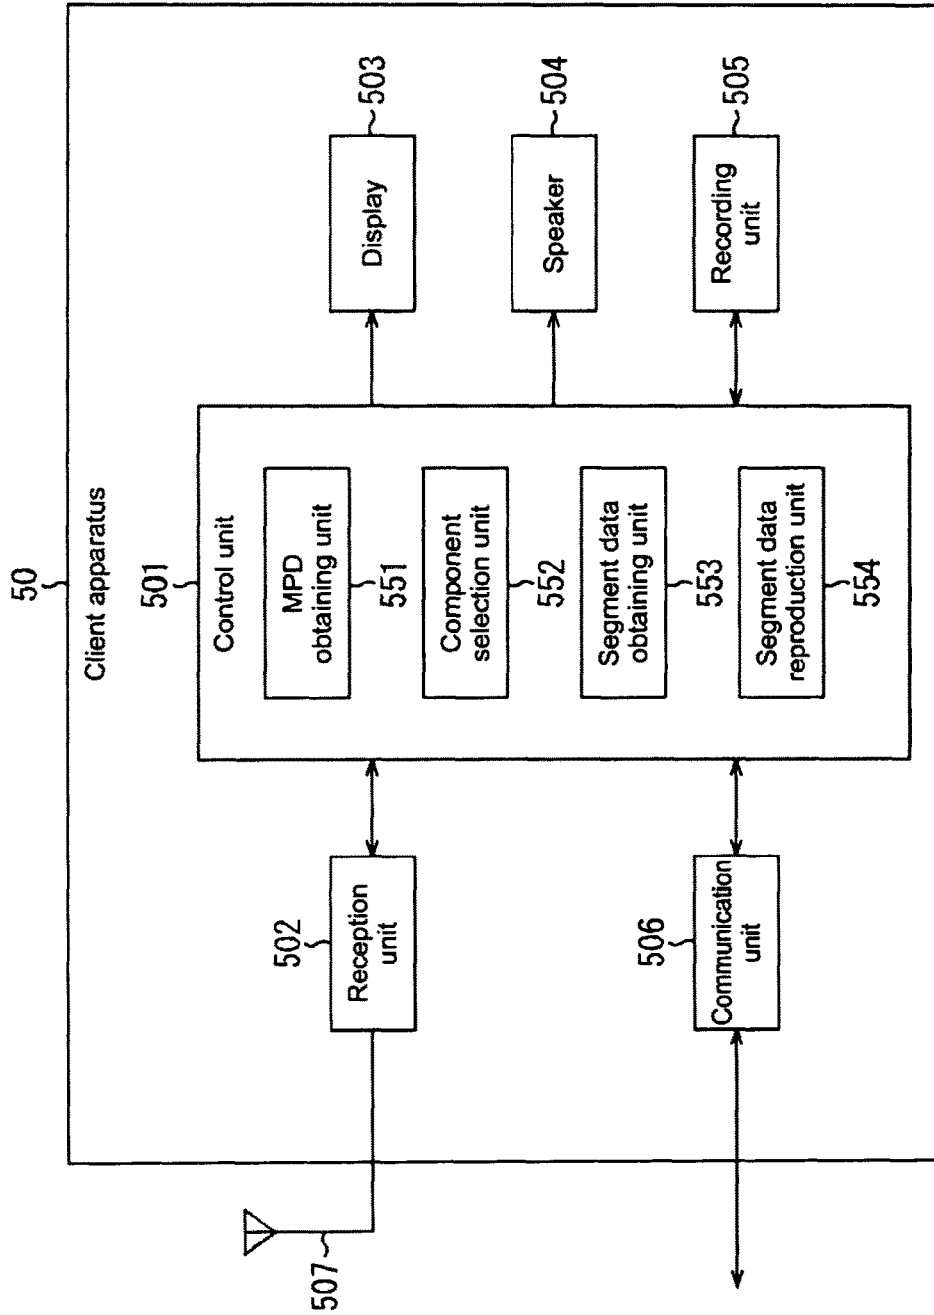 50
Client apparatus
501
Control unit
507
502
Reception
unit
MPD
obtaining unit
551
Display
503
Component
selection unit
552
Speaker
504
Segment data
obtaining unit
553
506
Communication
unit
Segment data
reproduction unit
554
Recording
unit
505